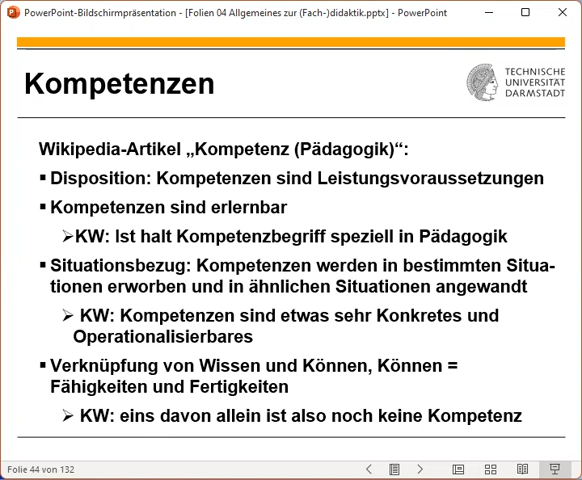 PowerPoint-Bildschirmpräsentation - [Folien 04 Allgemeines zur (Fach-)didaktik.pptx] - PowerPoint
Kompetenzen
TECHNISCHE
UNIVERSITÄT
DARMSTADT
Wikipedia-Artikel „Kompetenz (Pädagogik)“:
▪ Disposition: Kompetenzen sind Leistungsvoraussetzungen
▪ Kompetenzen sind erlernbar
➢KW: Ist halt Kompetenzbegriff speziell in Pädagogik
▪ Situationsbezug: Kompetenzen werden in bestimmten Situa-
tionen erworben und in ähnlichen Situationen angewandt
➢ KW: Kompetenzen sind etwas sehr Konkretes und
Operationalisierbares
▪ Verknüpfung von Wissen und Können, Können =
Fähigkeiten und Fertigkeiten
➢ KW: eins davon allein ist also noch keine Kompetenz
Folie 44 von 132